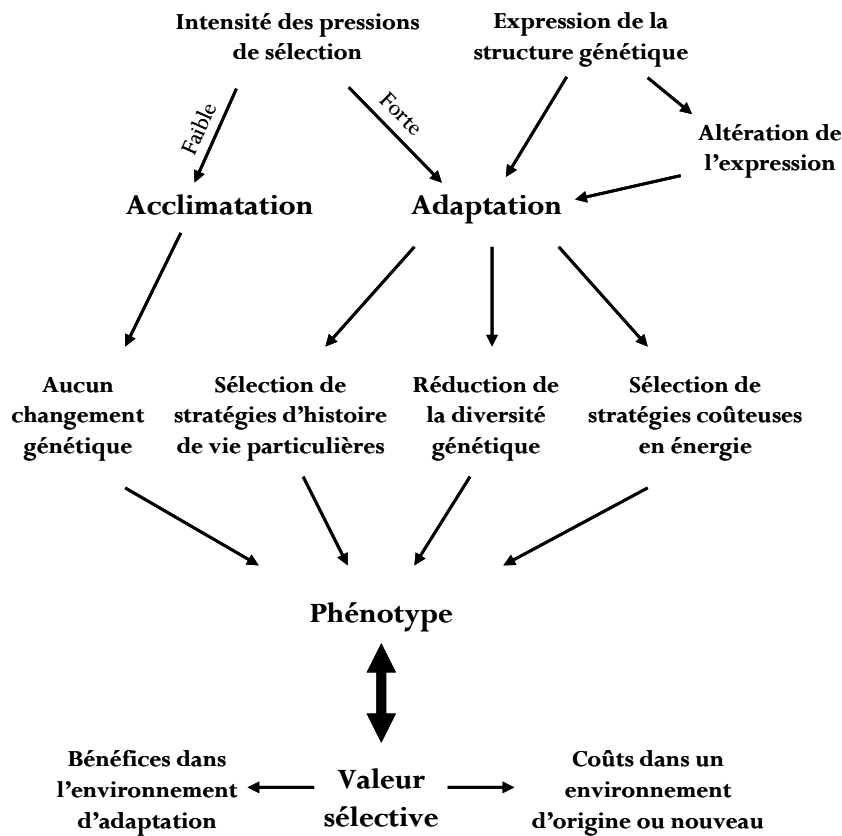 Intensité des pressions
de sélection
Expression de la
structure génétique
Faible
Forte
Altération de
l'expression
Acclimatation
Adaptation
Aucun
changement
génétique
Sélection de
stratégies d'histoire
de vie particulières
Réduction de
la diversité
génétique
Sélection de
stratégies coûteuses
en énergie
Phénotype
Bénéfices dans
l'environnement
d'adaptation
Valeur
sélective
Coûts dans un
environnement
d'origine ou nouveau